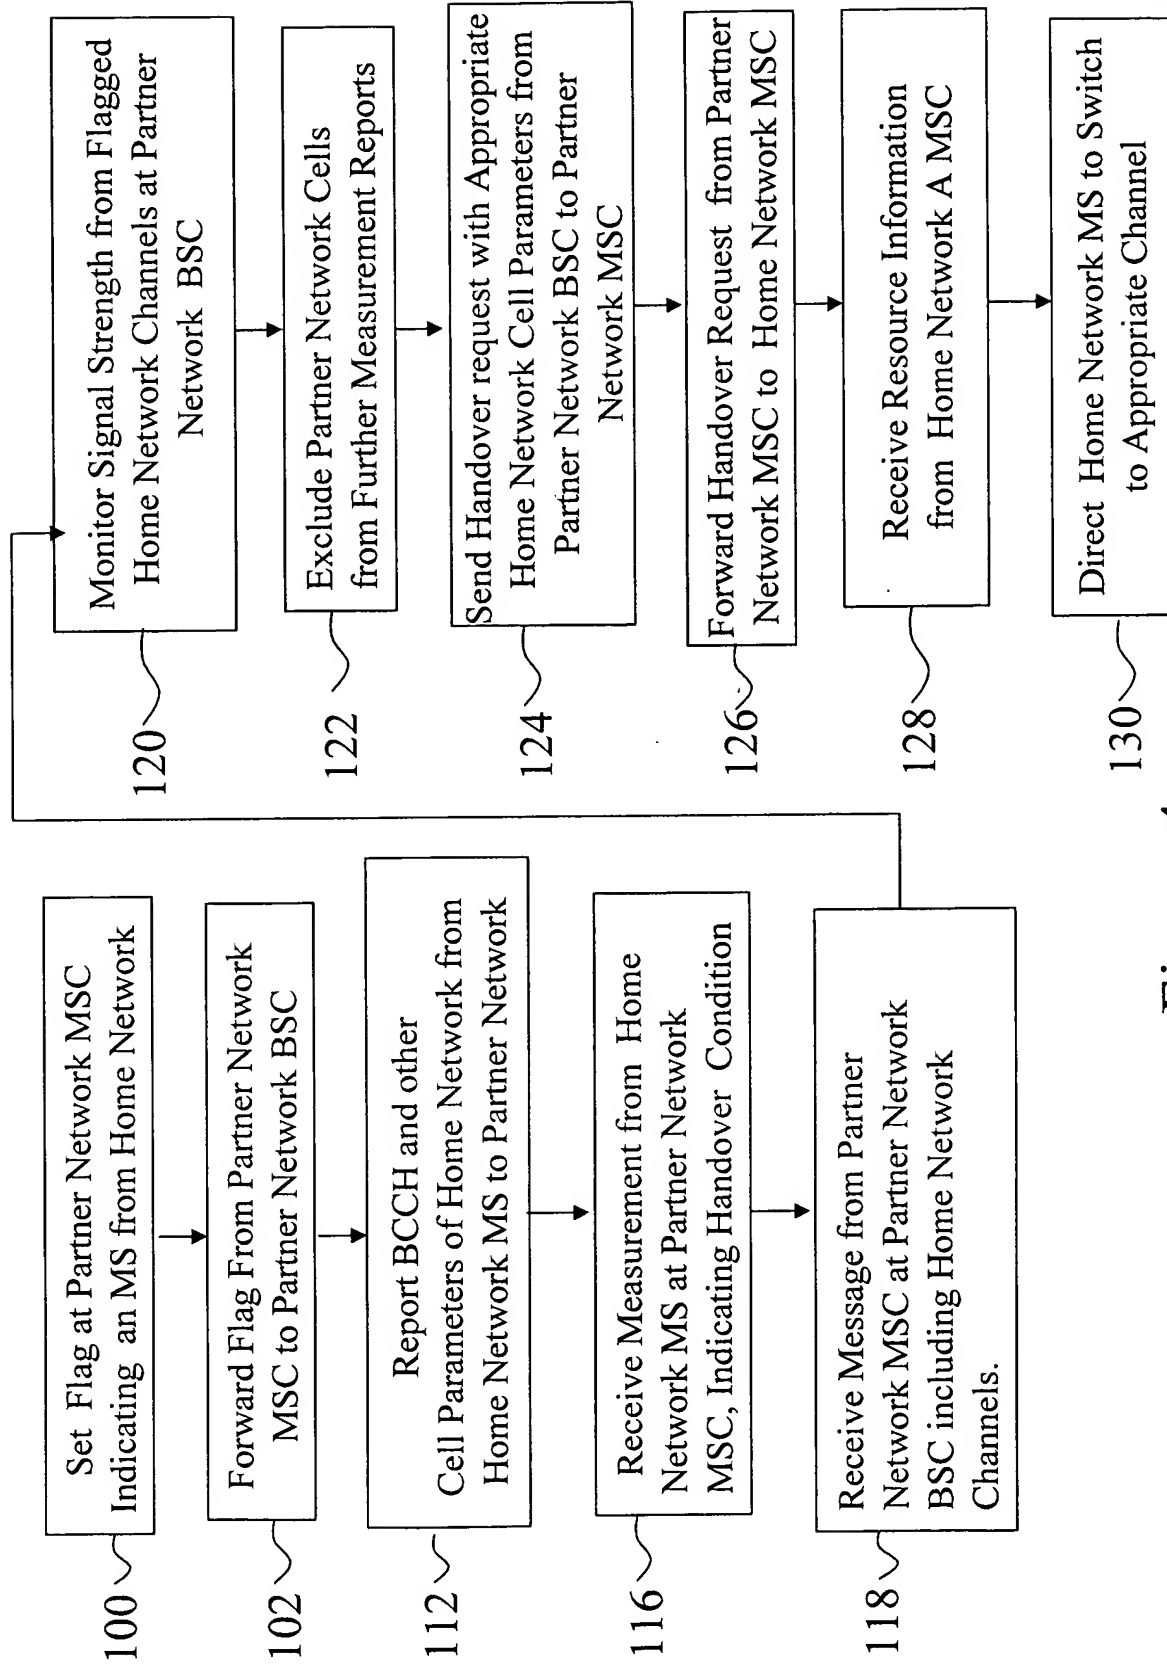 100
Set Flag at Partner Network MSC
Indicating an MS from Home Network
102
Forward Flag From Partner Network
MSC to Partner Network BSC
112
Report BCCH and other
Cell Parameters of Home Network from
Home Network MS to Partner Network
116
Receive Measurement from Home
Network MS at Partner Network
MSC, Indicating Handover Condition
118
Receive Message from Partner
Network MSC at Partner Network
BSC including Home Network
Channels.
120
Monitor Signal Strength from Flagged
Home Network Channels at Partner
Network BSC
122
Exclude Partner Network Cells
from Further Measurement Reports
124
Send Handover request with Appropriate
Home Network Cell Parameters from
Partner Network BSC to Partner
Network MSC
126
Forward Handover Request from Partner
Network MSC to Home Network MSC
128
Receive Resource Information
from Home Network A MSC
130
Direct Home Network MS to Switch
to Appropriate Channel